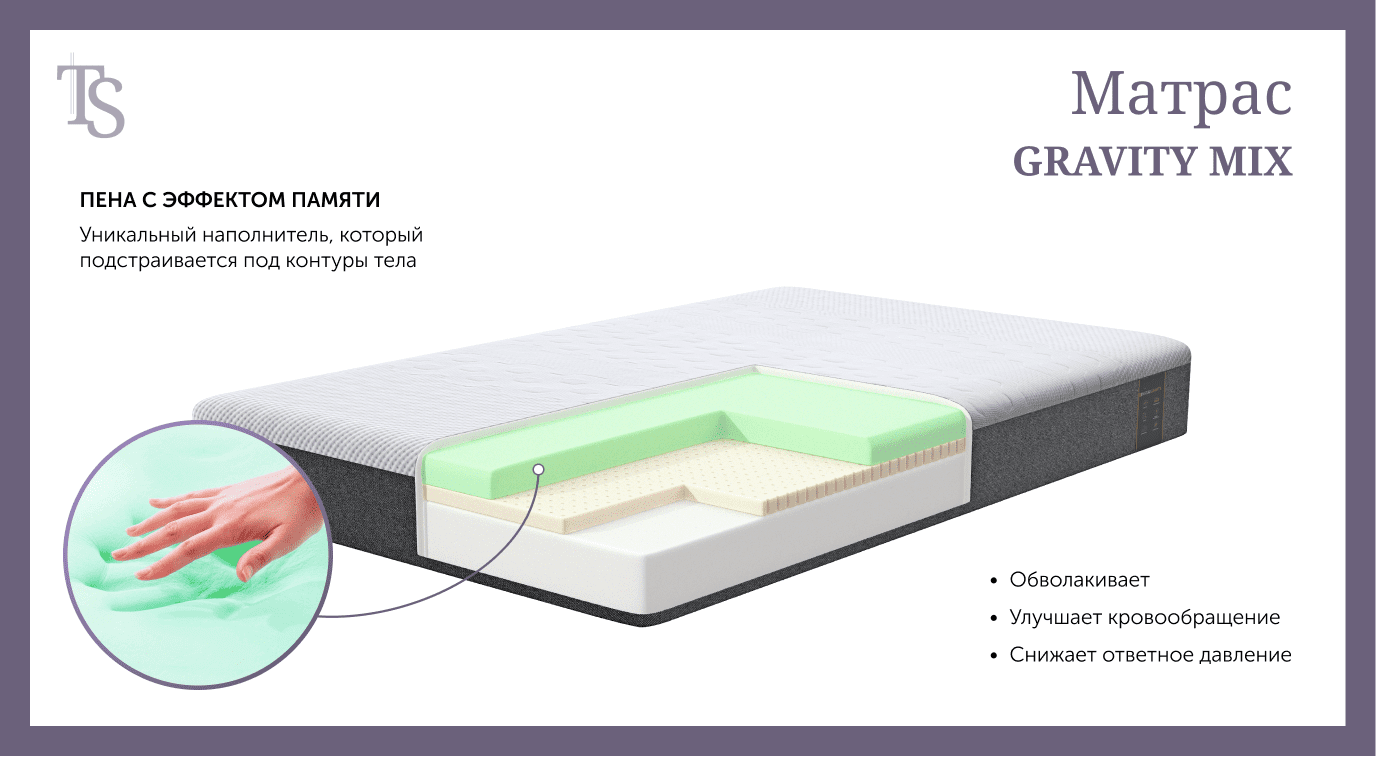 TS
Матрас
GRAVITY MIX
ПЕНА С ЭФФЕКТОМ ПАМЯТИ
Уникальный наполнитель, который
подстраивается под контуры тела
• Обволакивает
• Улучшает кровообращение
• Снижает ответное давление